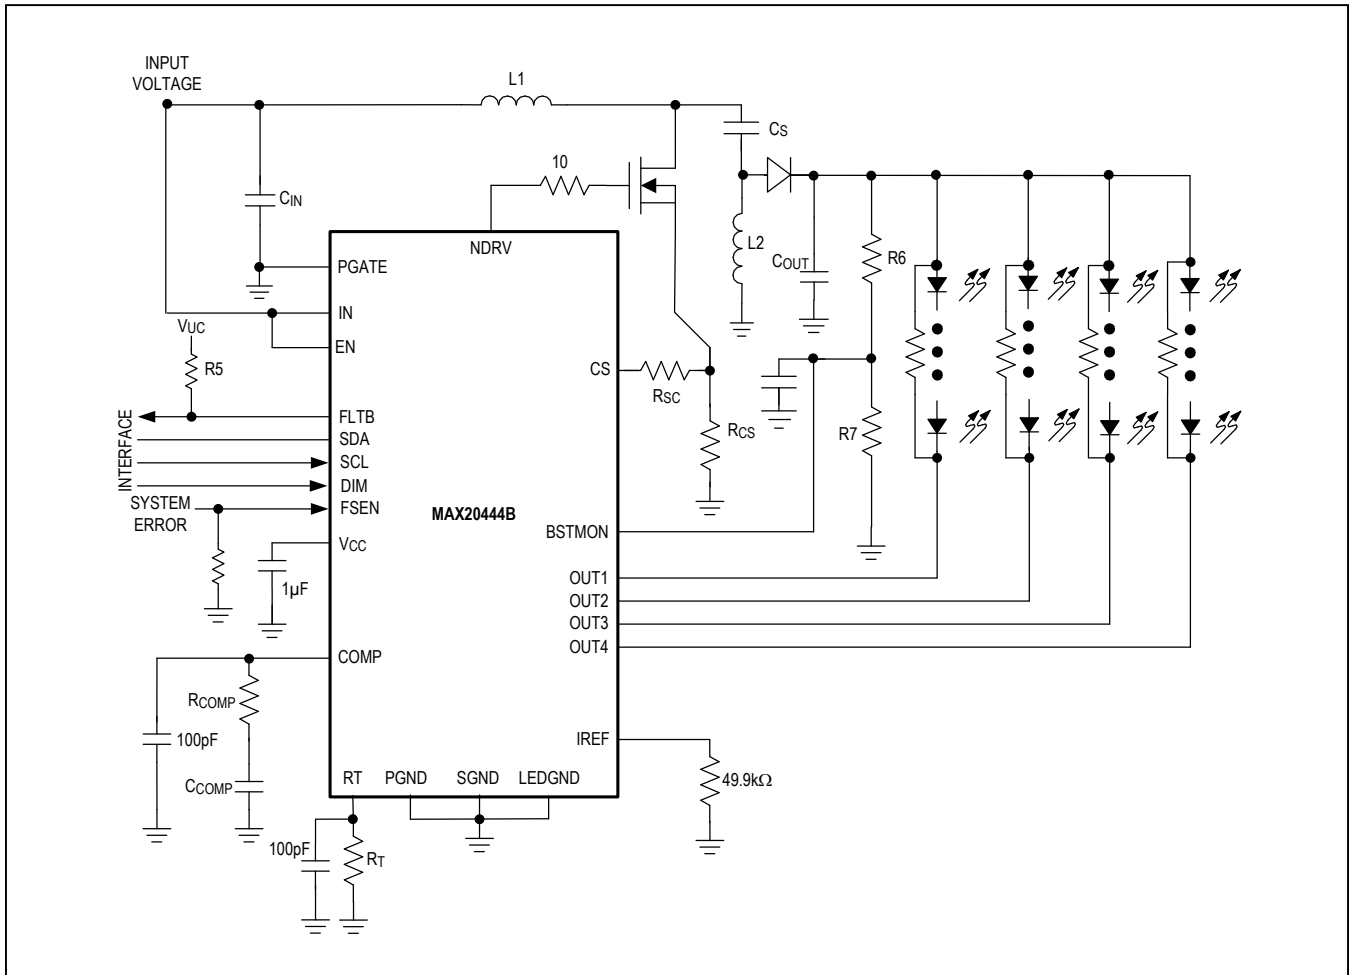 INPUT
VOLTAGE
L1
CS
10
CIN
NDRV
L2
COUT
R6
PGATE
IN
VUC
EN
R5
CS
RSC
FLTB
INTERFACE
SDA
RCS
R7
SCL
DIM
SYSTEM
ERROR
FSEN
MAX20444B
BSTMON
VCC
1µF
OUT1
OUT2
OUT3
OUT4
COMP
RCOMP
100pF
IREF
CCOMP
RT
PGND
SGND
LEDGND
49.9kΩ
100pF
RT